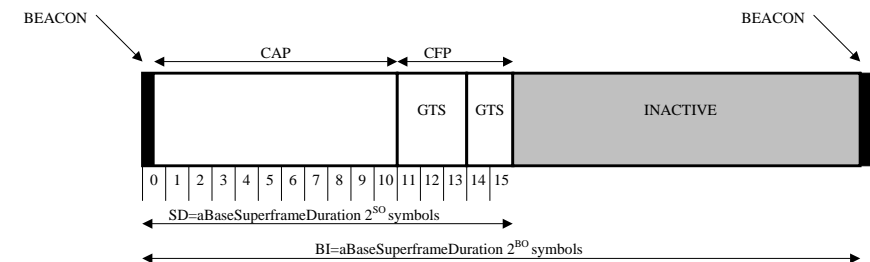 BEACON BEACON
CAP CFP
GTS GTS INACTIVE
0 1 2 3 4 5 6 7 8 9 10 11 12 13 14 15
SD=aBaseSuperframeDuration 2^SO symbols
BI=aBaseSuperframeDuration 2^BO symbols